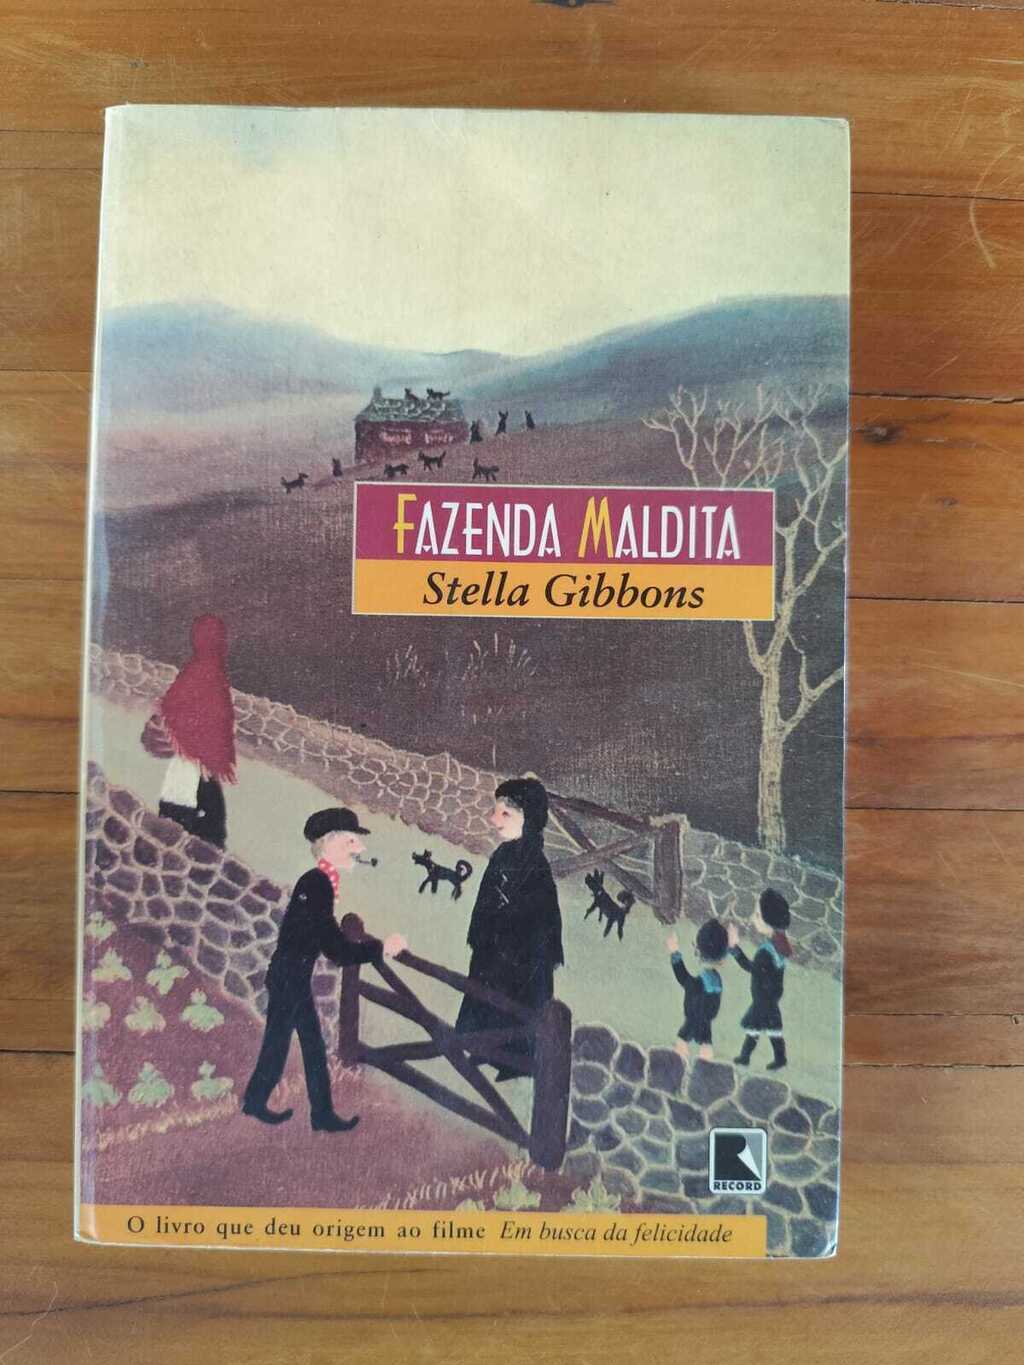 FAZENDA MALDITA
Stella Gibbons
RECORD
O livro que deu origem ao filme Em busca da felicidade